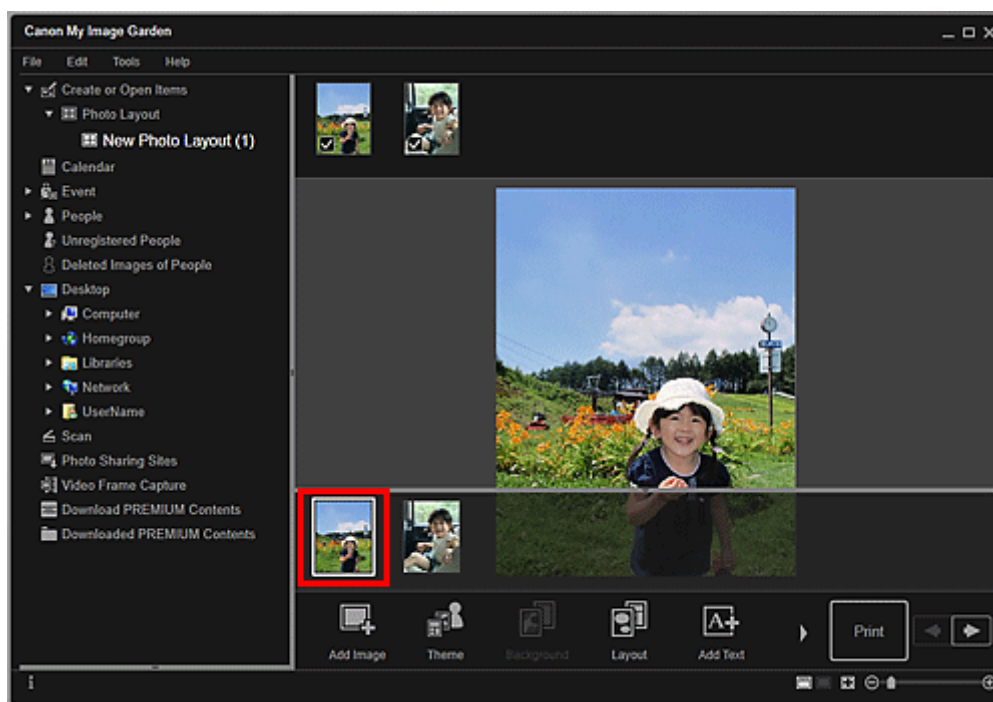 Canon My Image Garden
File Edit Tools Help
Create or Open Items
Photo Layout
New Photo Layout (1)
Calendar
Event
People
Unregistered People
Deleted Images of People
Desktop
Computer
Homegroup
Libraries
Network
UserName
Scan
Photo Sharing Sites
Video Frame Capture
Download PREMIUM Contents
Downloaded PREMIUM Contents
Add Image Theme Background Layout Add Text Print